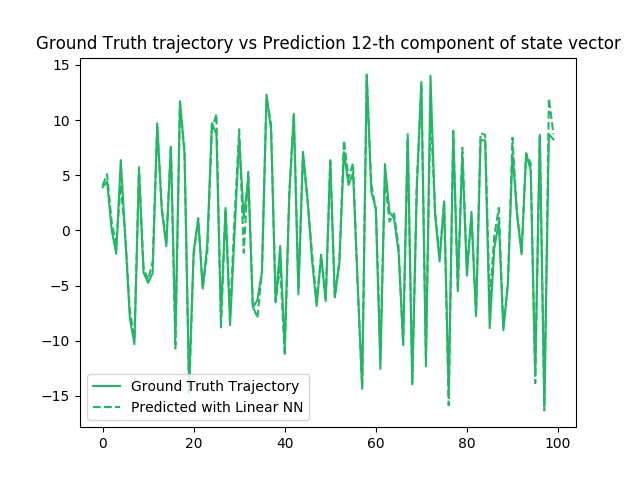 Ground Truth trajectory vs Prediction 12-th component of state vector
15
10
5
0
−5
−10
−15
Ground Truth Trajectory
Predicted with Linear NN
0 20 40 60 80 100